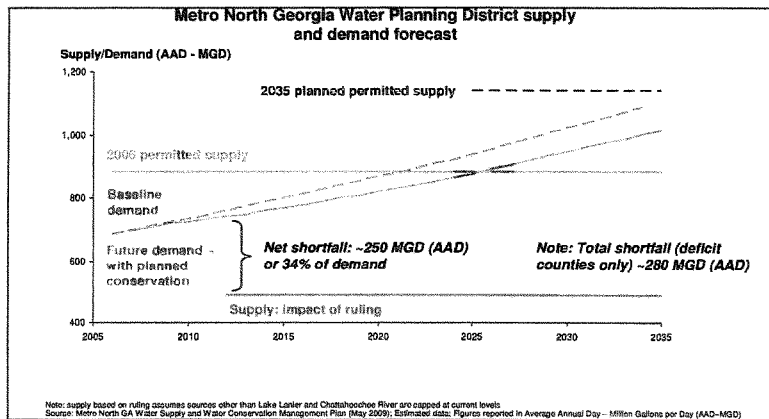 Metro North Georgia Water Planning District supply
and demand forecast
Supply/Demand (AAD - MGD)
1,200
2035 planned permitted supply
1,000
2006 permitted supply
800
Baseline
demand
Future demand -
with planned
conservation
Net shortfall: ~250 MGD (AAD)
or 34% of demand
Note: Total shortfall (deficit
counties only) ~280 MGD (AAD)
600
Supply: impact of ruling
400
2005 2010 2015 2020 2025 2030 2035
Note: supply based on ruling assumes sources other than Lake Lanier and Chattahoochee River are capped at current levels
Source: Metro North GA Water Supply and Water Conservation Management Plan (May 2009); Estimated data; Figures reported in Average Annual Day – Million Gallons per Day (AAD–MGD)